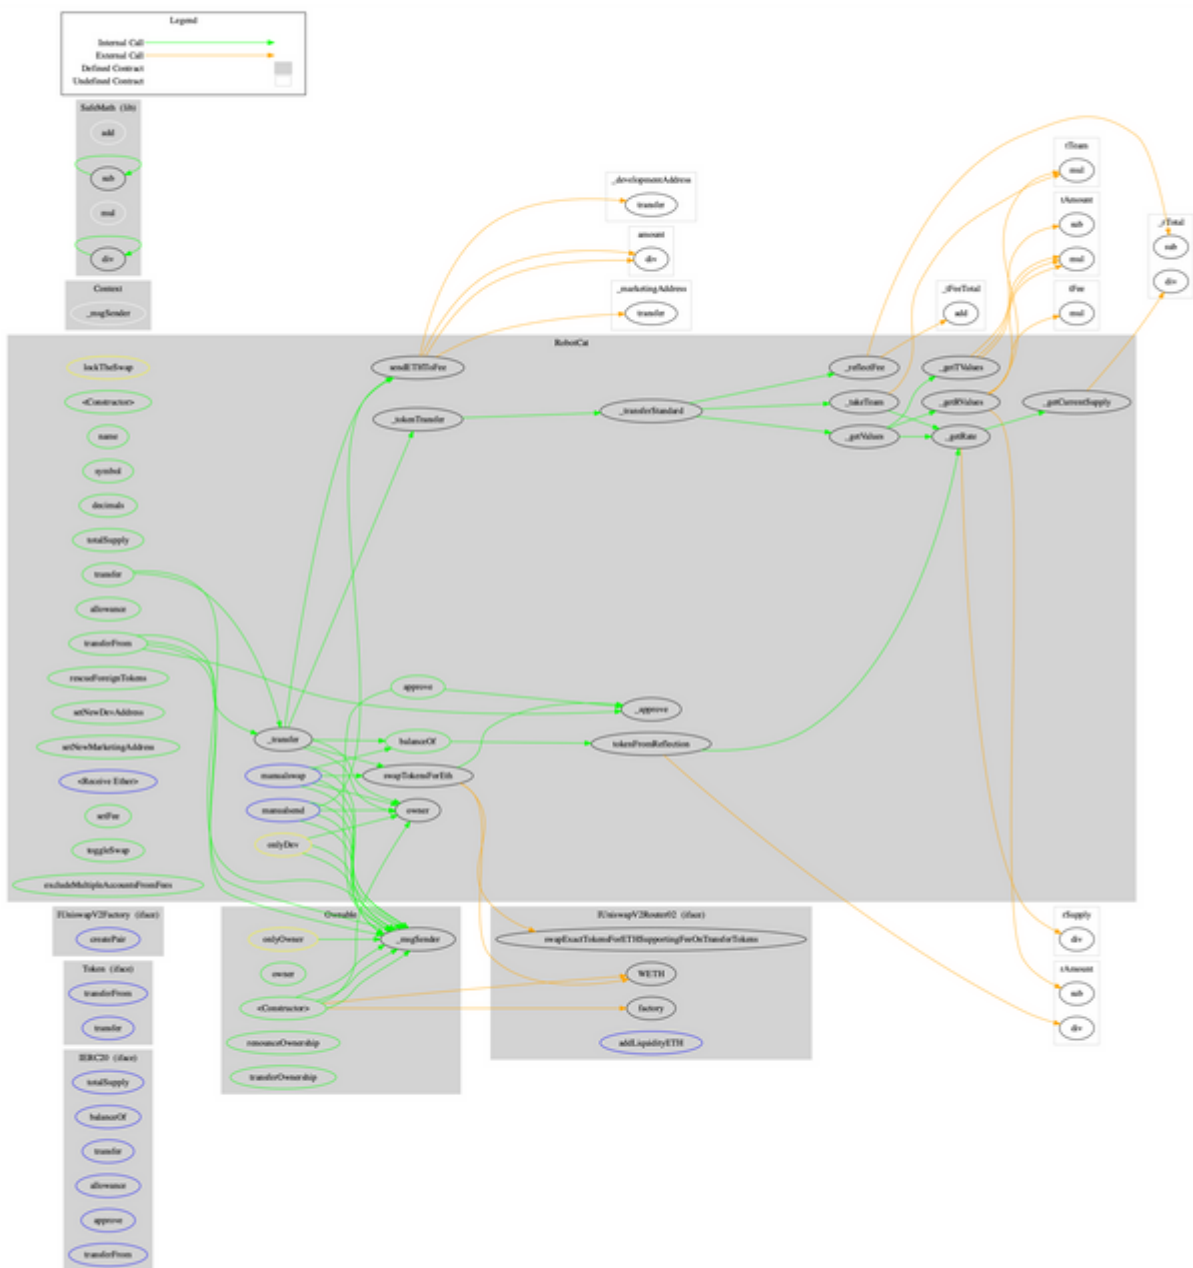 Legend
Internal Call
External Call
Defined Contract
Undefined Contract
SafeMath (lib)
add
sub
mul
div
Context
_msgSender
_developmentAddress
transfer
amount
div
_marketingAddress
transfer
_tFeeTotal
add
tTeam
mul
tAmount
sub
mul
tFee
mul
_rTotal
sub
div
RobotCat
lockTheSwap
<Constructor>
name
symbol
decimals
totalSupply
transfer
allowance
transferFrom
rescueForeignTokens
setNewDevAddress
setNewMarketingAddress
<Receive Ether>
setFee
toggleSwap
excludeMultipleAccountsFromFees
_transfer
manualswap
manualsend
onlyDev
sendETHToFee
_tokenTransfer
approve
balanceOf
swapTokensForEth
owner
_transferStandard
_approve
tokenFromReflection
_reflectFee
_takeTeam
_getValues
_getTValues
_getRValues
_getRate
_getCurrentSupply
IUniswapV2Factory (iface)
createPair
Token (iface)
transferFrom
transfer
IERC20 (iface)
totalSupply
balanceOf
transfer
allowance
approve
transferFrom
Ownable
onlyOwner
owner
<Constructor>
renounceOwnership
transferOwnership
_msgSender
IUniswapV2Router02 (iface)
swapExactTokensForETHSupportingFeeOnTransferTokens
WETH
factory
addLiquidityETH
rSupply
div
rAmount
sub
div